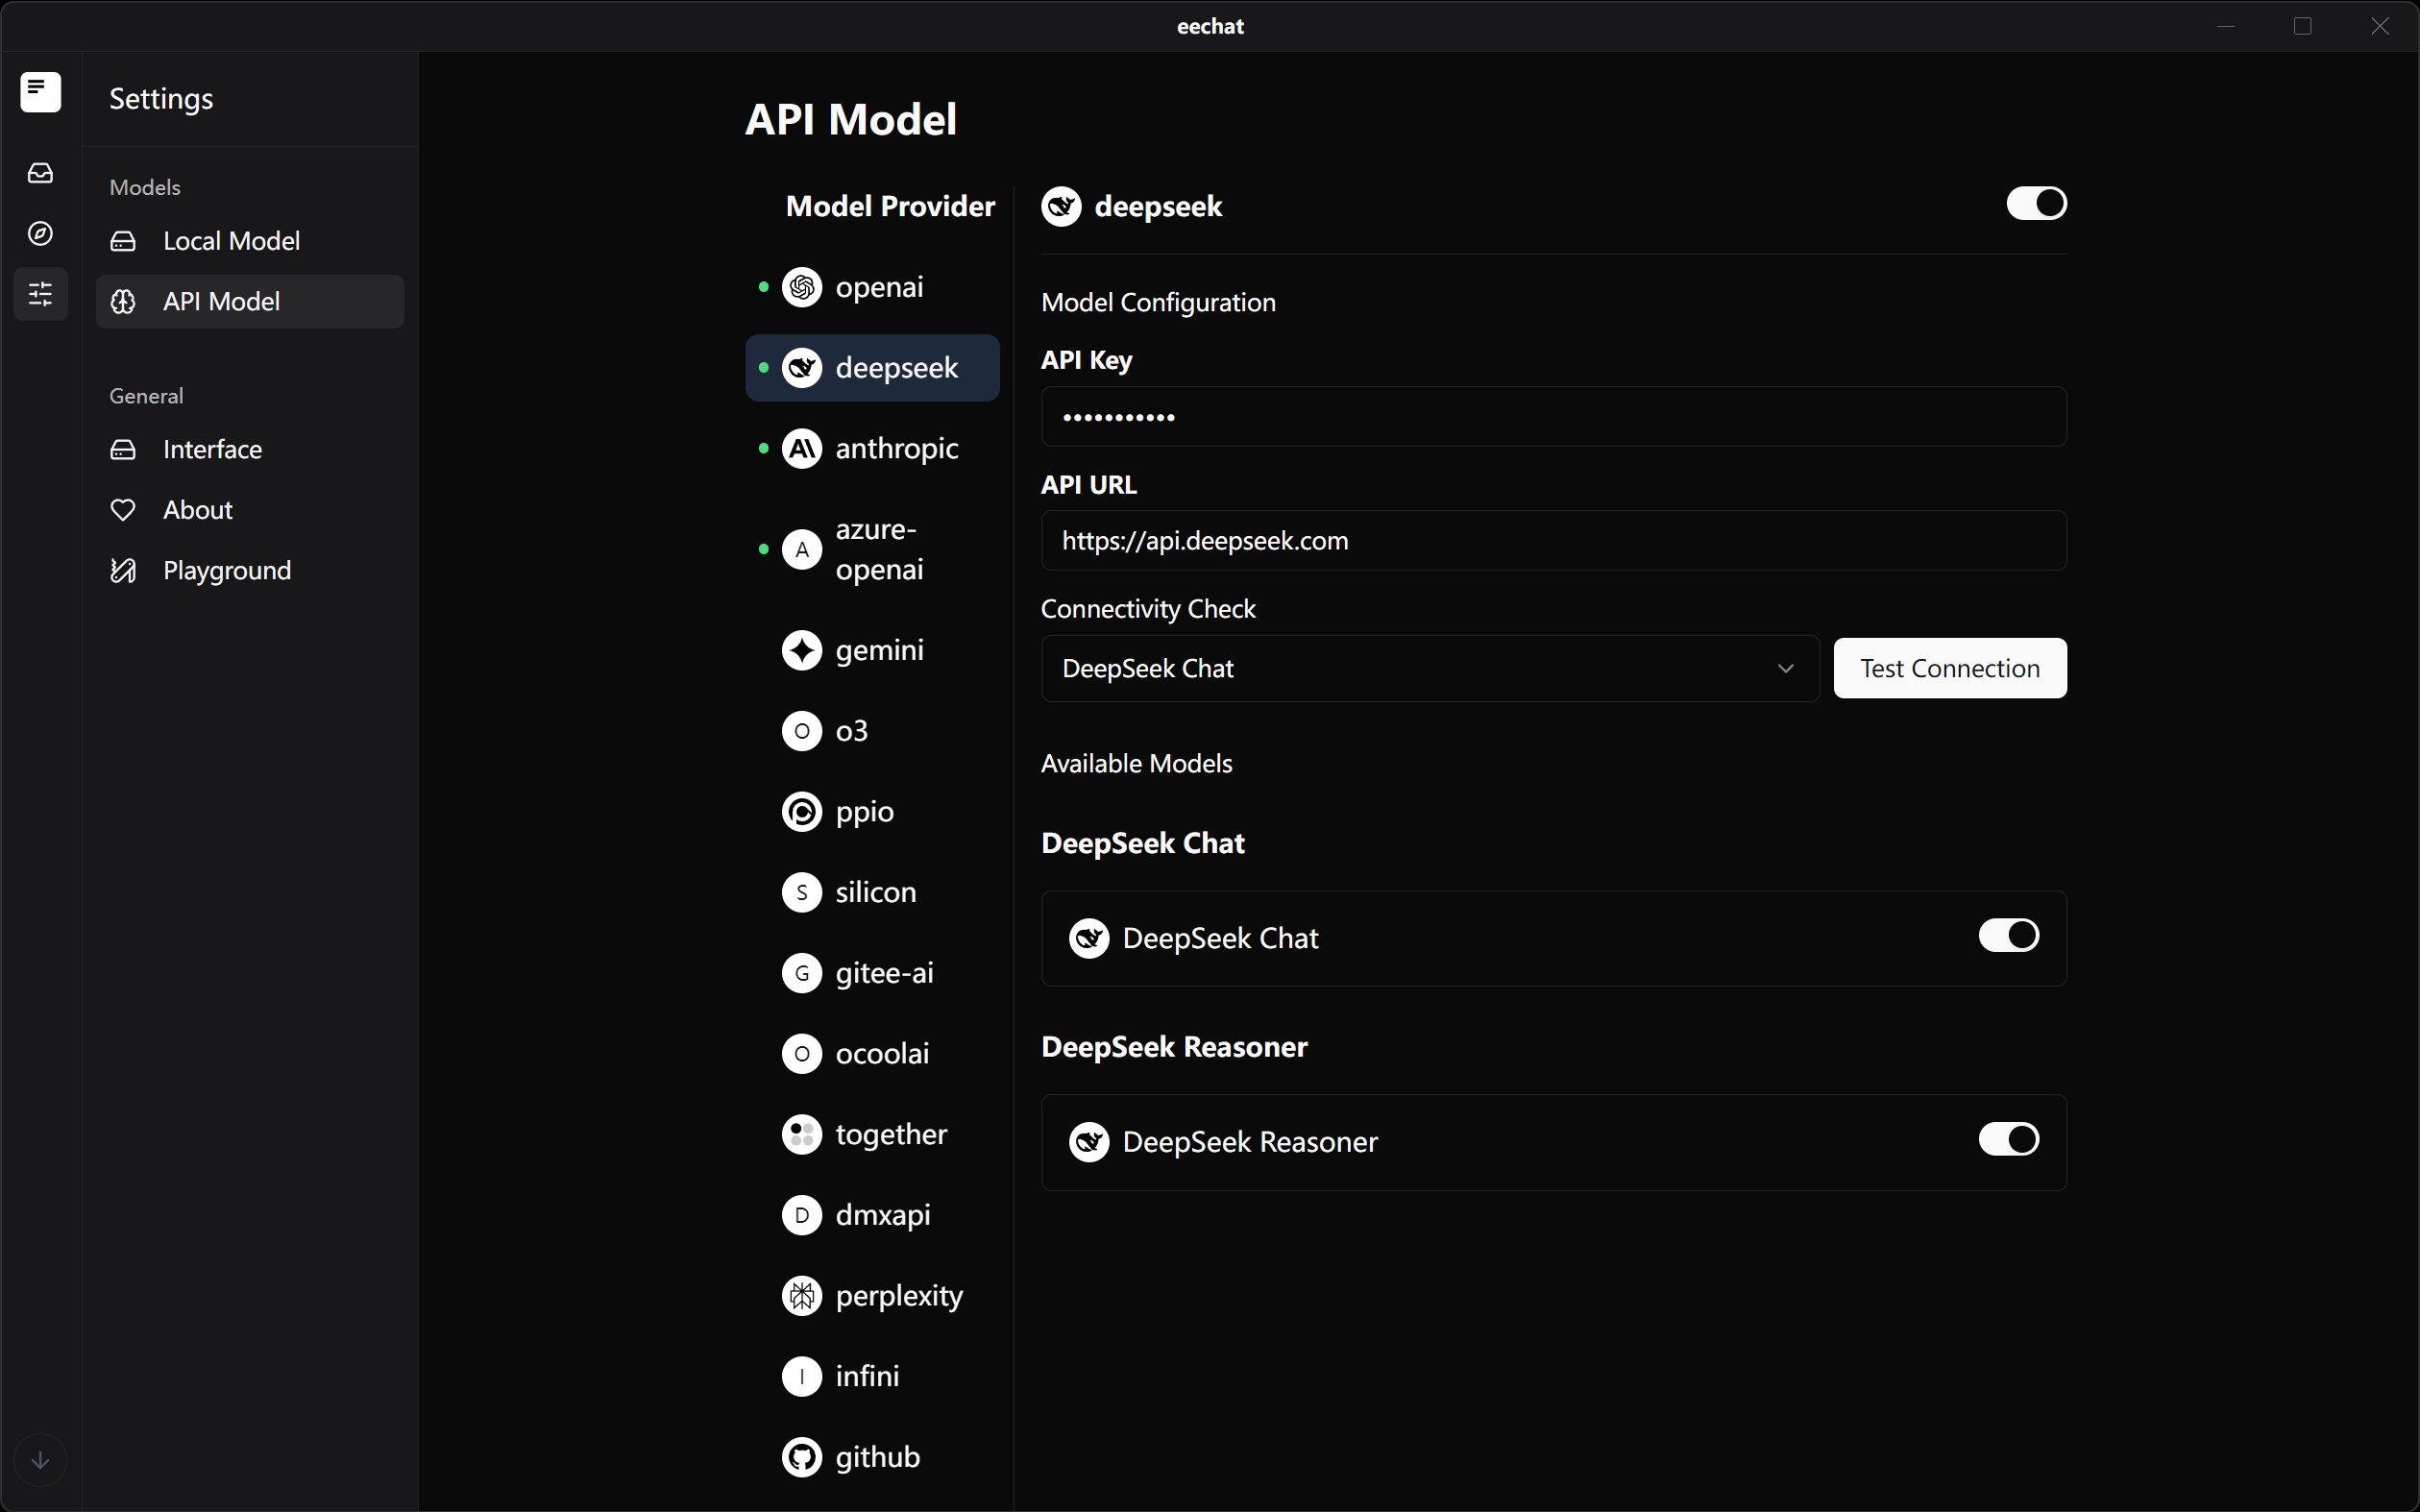 eechat
Settings
Models
Local Model
API Model
General
Interface
About
Playground
API Model
Model Provider
openai
deepseek
anthropic
A
azure-
openai
gemini
O
o3
ppio
S
silicon
G
gitee-ai
O
ocoolai
together
D
dmxapi
perplexity
I
infini
github
deepseek
Model Configuration
API Key
•••••••••••
API URL
https://api.deepseek.com
Connectivity Check
DeepSeek Chat
Test Connection
Available Models
DeepSeek Chat
DeepSeek Chat
DeepSeek Reasoner
DeepSeek Reasoner